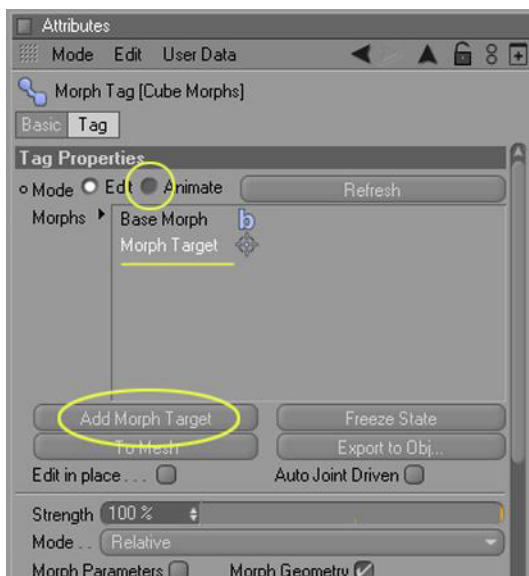 Attributes
Mode Edit User Data
Morph Tag [Cube Morphs]
Basic Tag
Tag Properties
Mode Edit Animate Refresh
Morphs Base Morph
Morph Target
Add Morph Target Freeze State
To Mesh Export to Obj...
Edit in place . . . Auto Joint Driven
Strength 100 %
Mode . . Relative
Morph Parameters Morph Geometry